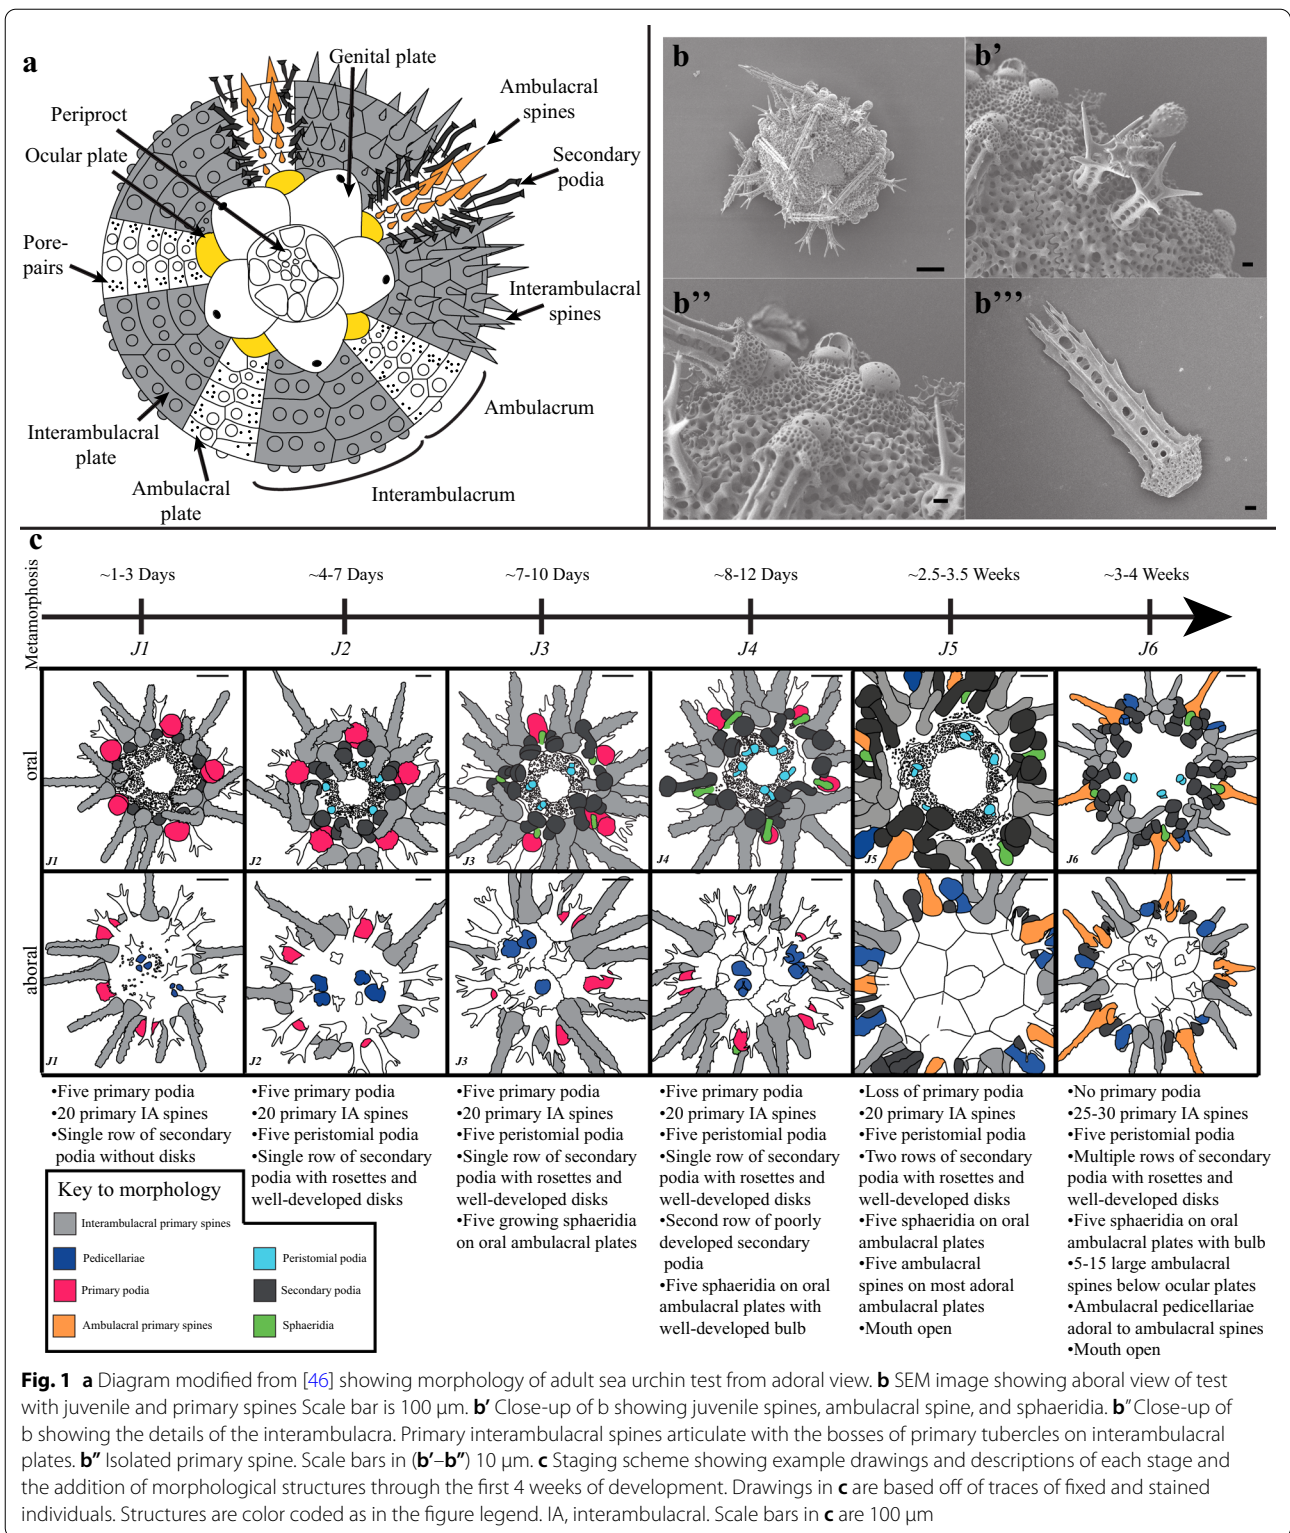 a
Genital plate
Periproct
Ocular plate
Ambulacral
spines
Secondary
podia
Pore-
pairs
Interambulacral
spines
Ambulacrum
Interambulacral
plate
Ambulacral
plate
Interambulacrum
b
b'
b''
b'''
c
Metamorphosis
~1-3 Days
~4-7 Days
~7-10 Days
~8-12 Days
~2.5-3.5 Weeks
~3-4 Weeks
J1
J2
J3
J4
J5
J6
oral
J1
J2
J3
J4
J5
J6
aboral
J1
J2
J3
•Five primary podia
•20 primary IA spines
•Single row of secondary
podia without disks
•Five primary podia
•20 primary IA spines
•Five peristomial podia
•Single row of secondary
podia with rosettes and
well-developed disks
•Five primary podia
•20 primary IA spines
•Five peristomial podia
•Single row of secondary
podia with rosettes and
well-developed disks
•Five growing sphaeridia
on oral ambulacral plates
•Five primary podia
•20 primary IA spines
•Five peristomial podia
•Single row of secondary
podia with rosettes and
well-developed disks
•Second row of poorly
developed secondary
podia
•Five sphaeridia on oral
ambulacral plates with
well-developed bulb
•Loss of primary podia
•20 primary IA spines
•Five peristomial podia
•Two rows of secondary
podia with rosettes and
well-developed disks
•Five sphaeridia on oral
ambulacral plates
•Five ambulacral
spines on most adoral
ambulacral plates
•Mouth open
•No primary podia
•25-30 primary IA spines
•Five peristomial podia
•Multiple rows of secondary
podia with rosettes and
well-developed disks
•Five sphaeridia on oral
ambulacral plates with bulb
•5-15 large ambulacral
spines below ocular plates
•Ambulacral pedicellariae
adoral to ambulacral spines
•Mouth open
Key to morphology
Interambulacral primary spines
Pedicellariae
Primary podia
Ambulacral primary spines
Peristomial podia
Secondary podia
Sphaeridia
Fig. 1 a Diagram modified from [46] showing morphology of adult sea urchin test from adoral view. b SEM image showing aboral view of test
with juvenile and primary spines Scale bar is 100 µm. b′ Close-up of b showing juvenile spines, ambulacral spine, and sphaeridia. b″ Close-up of
b showing the details of the interambulacra. Primary interambulacral spines articulate with the bosses of primary tubercles on interambulacral
plates. b″ Isolated primary spine. Scale bars in (b′–b″) 10 µm. c Staging scheme showing example drawings and descriptions of each stage and
the addition of morphological structures through the first 4 weeks of development. Drawings in c are based off of traces of fixed and stained
individuals. Structures are color coded as in the figure legend. IA, interambulacral. Scale bars in c are 100 µm